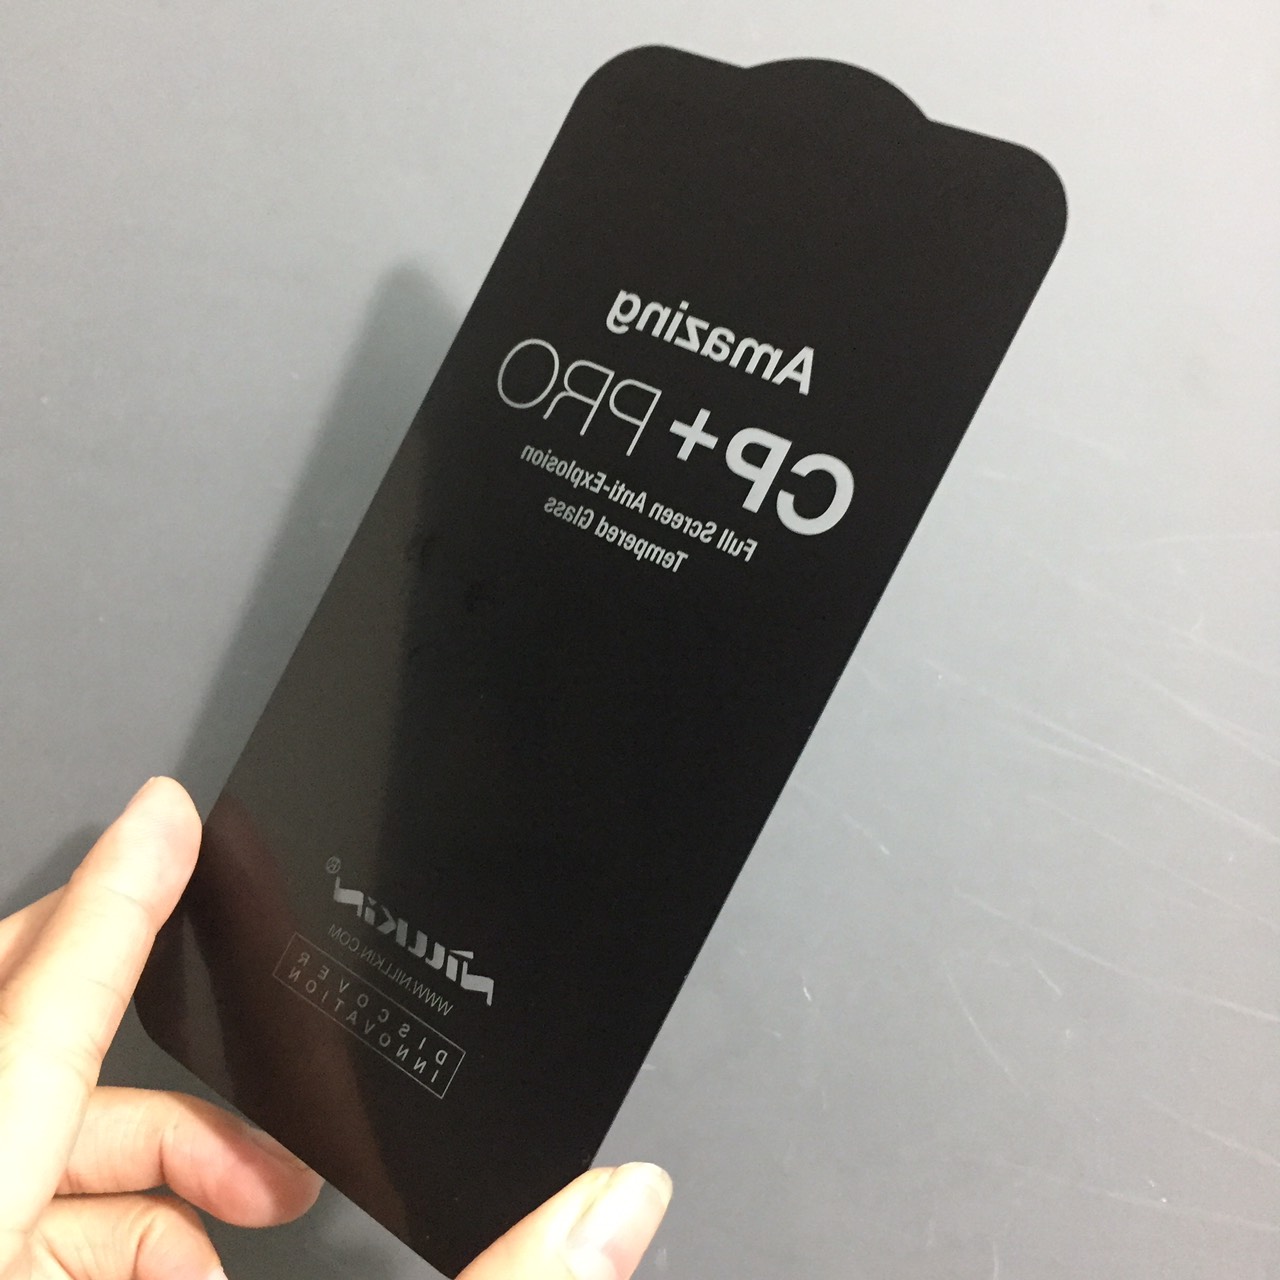 Amazing
CP+PRO
Full Screen Anti-Explosion
Tempered Glass
NILLKIN®
WWW.NILLKIN.COM
DISCOVER
INNOVATION